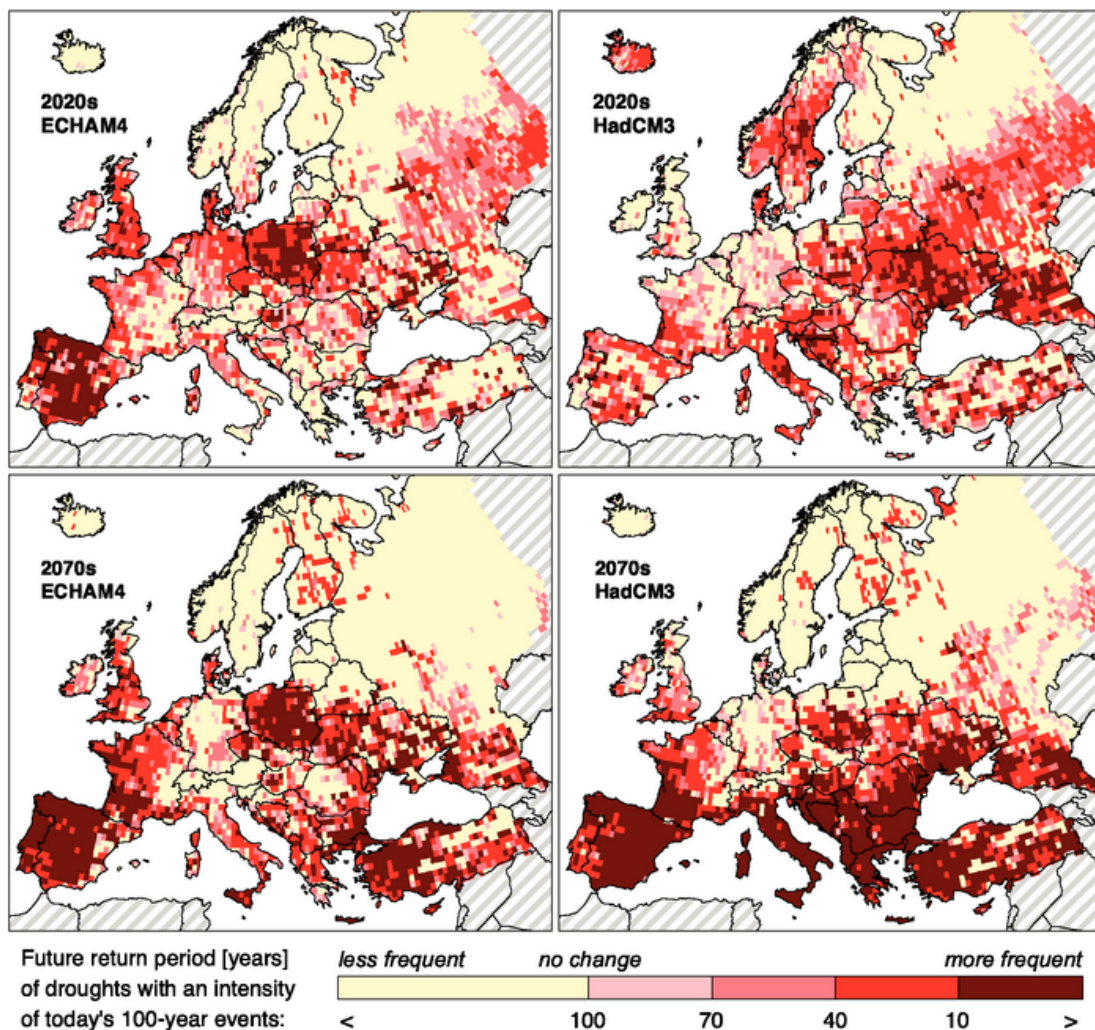 2020s
ECHAM4
2020s
HadCM3
2070s
ECHAM4
2070s
HadCM3
Future return period [years]
of droughts with an intensity
of today's 100-year events:
less frequent no change more frequent
< 100 70 40 10 >